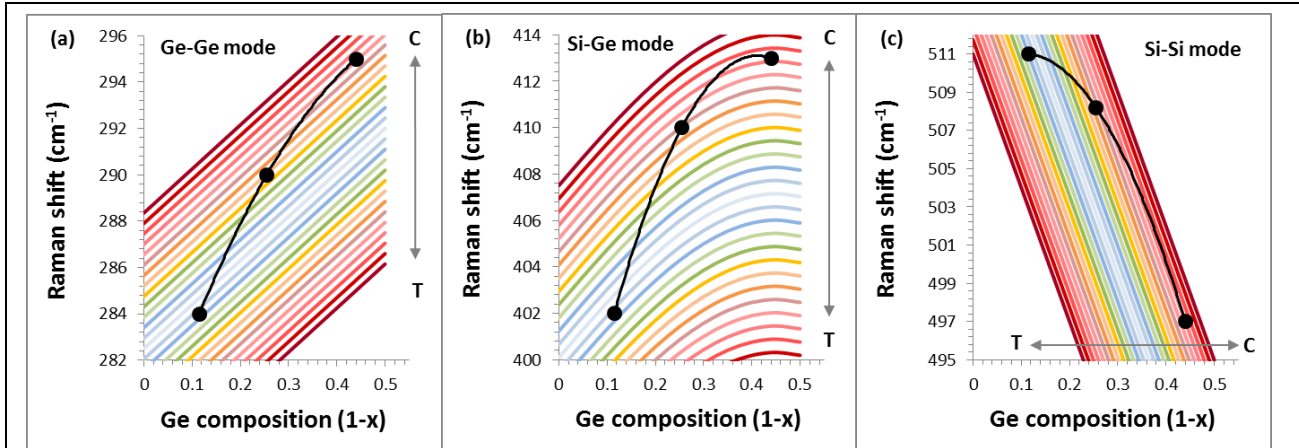 (a)
Ge-Ge mode
C
T
296
294
292
290
288
286
284
282
0 0.1 0.2 0.3 0.4 0.5
Raman shift (cm⁻¹)
Ge composition (1-x)
(b)
Si-Ge mode
C
T
414
412
410
408
406
404
402
400
0 0.1 0.2 0.3 0.4 0.5
Raman shift (cm⁻¹)
Ge composition (1-x)
(c)
Si-Si mode
T
C
511
509
507
505
503
501
499
497
495
0 0.1 0.2 0.3 0.4 0.5
Raman shift (cm⁻¹)
Ge composition (1-x)